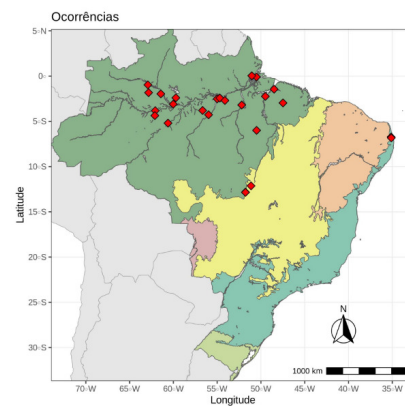 Ocorrências
5◦N
0◦
5◦S
10◦S
15◦S
20◦S
25◦S
30◦S
Latitude
N
1000 km
70◦W
65◦W
60◦W
55◦W
50◦W
45◦W
40◦W
35◦W
Longitude